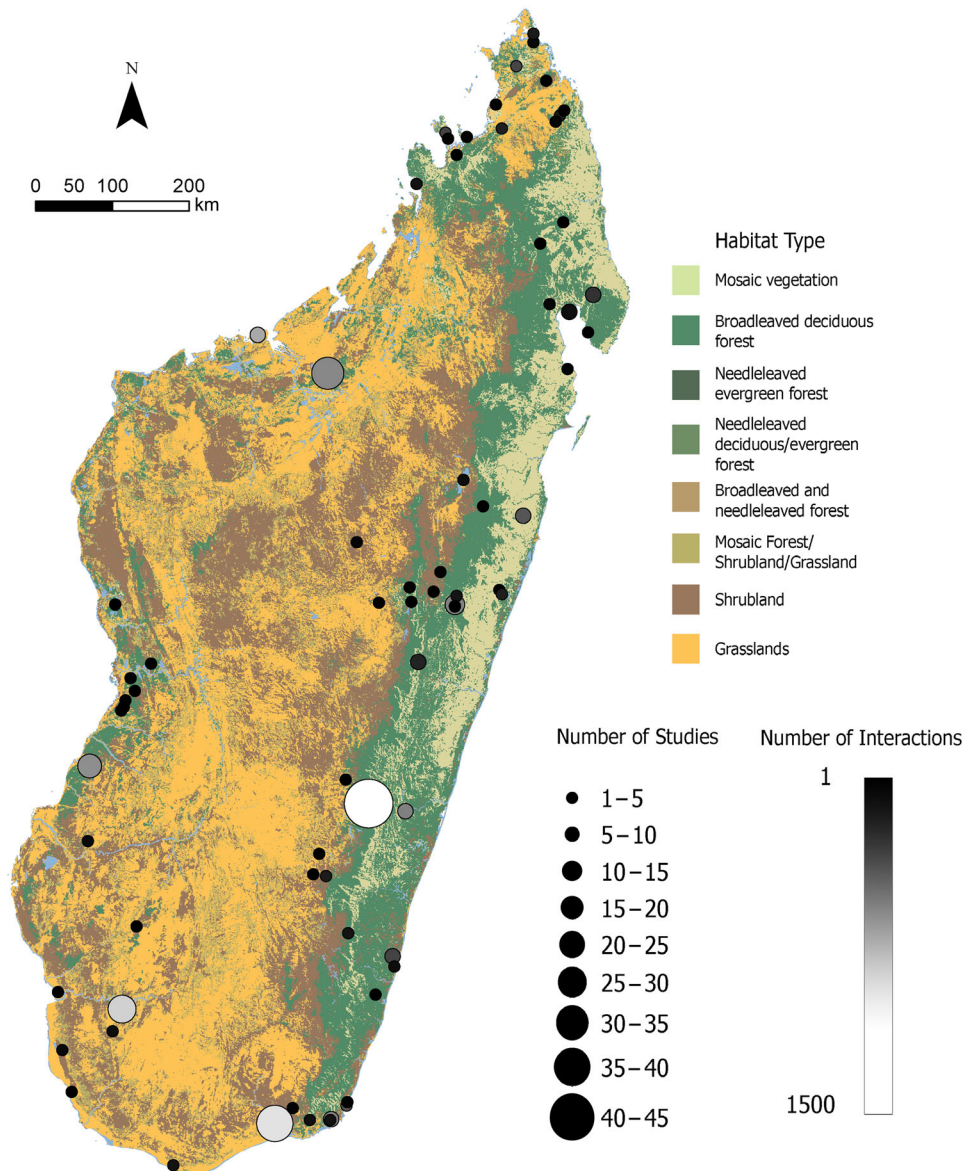 N
0 50 100 200
km
Habitat Type
Mosaic vegetation
Broadleaved deciduous
forest
Needleleaved
evergreen forest
Needleleaved
deciduous/evergreen
forest
Broadleaved and
needleleaved forest
Mosaic Forest/
Shrubland/Grassland
Shrubland
Grasslands
Number of Studies
1–5
5–10
10–15
15–20
20–25
25–30
30–35
35–40
40–45
Number of Interactions
1
1500